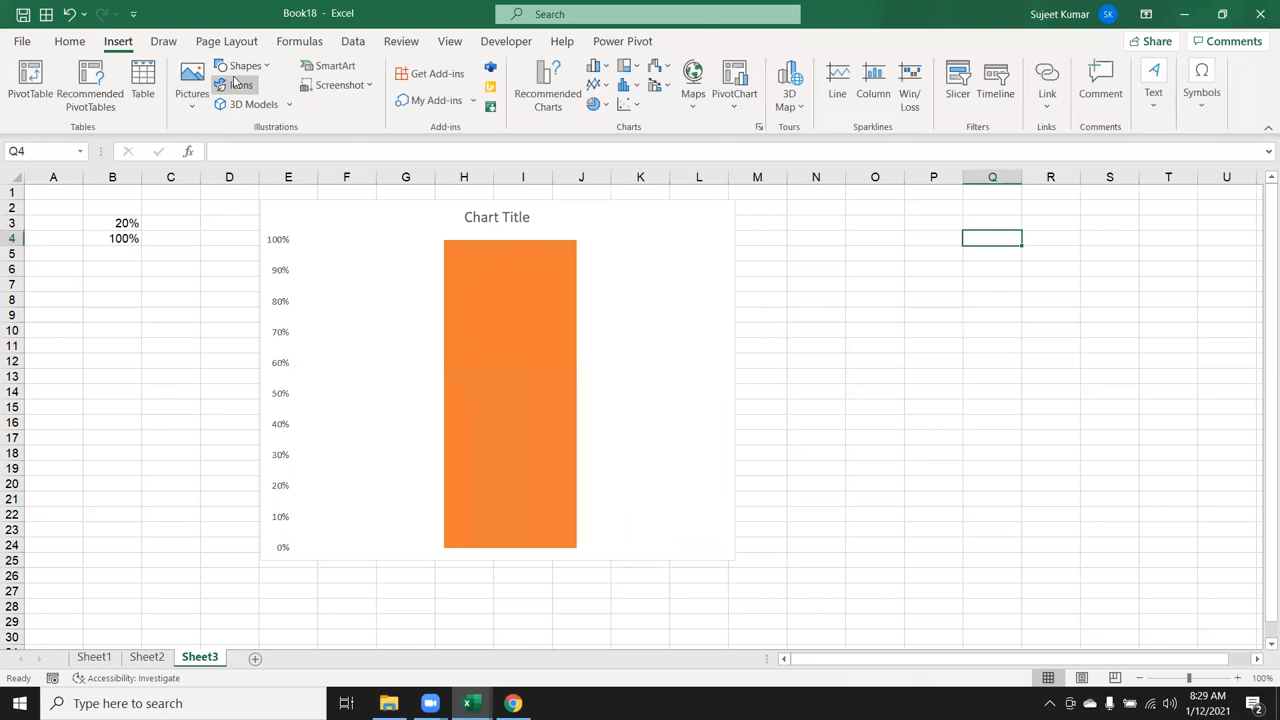 Book18 - Excel
Search
Sujeet Kumar
SK
File Home Insert Draw Page Layout Formulas Data Review View Developer Help Power Pivot
Share
Comments
PivotTable
Recommended PivotTables
Table
Tables
Pictures
Shapes
Icons
3D Models
SmartArt
Screenshot
Illustrations
Get Add-ins
My Add-ins
Add-ins
Recommended Charts
Maps
PivotChart
Charts
3D Map
Tours
Line
Column
Win/Loss
Sparklines
Slicer
Timeline
Filters
Link
Links
Comment
Comments
Text
Symbols
Q4
fx
A B C D E F G H I J K L M N O P Q R S T U
1
2
3 20%
4 100%
5
6
7
8
9
10
11
12
13
14
15
16
17
18
19
20
21
22
23
24
25
26
27
28
29
30
Chart Title
100%
90%
80%
70%
60%
50%
40%
30%
20%
10%
0%
Sheet1 Sheet2 Sheet3
Ready
Accessibility: Investigate
100%
Type here to search
8:29 AM
1/12/2021